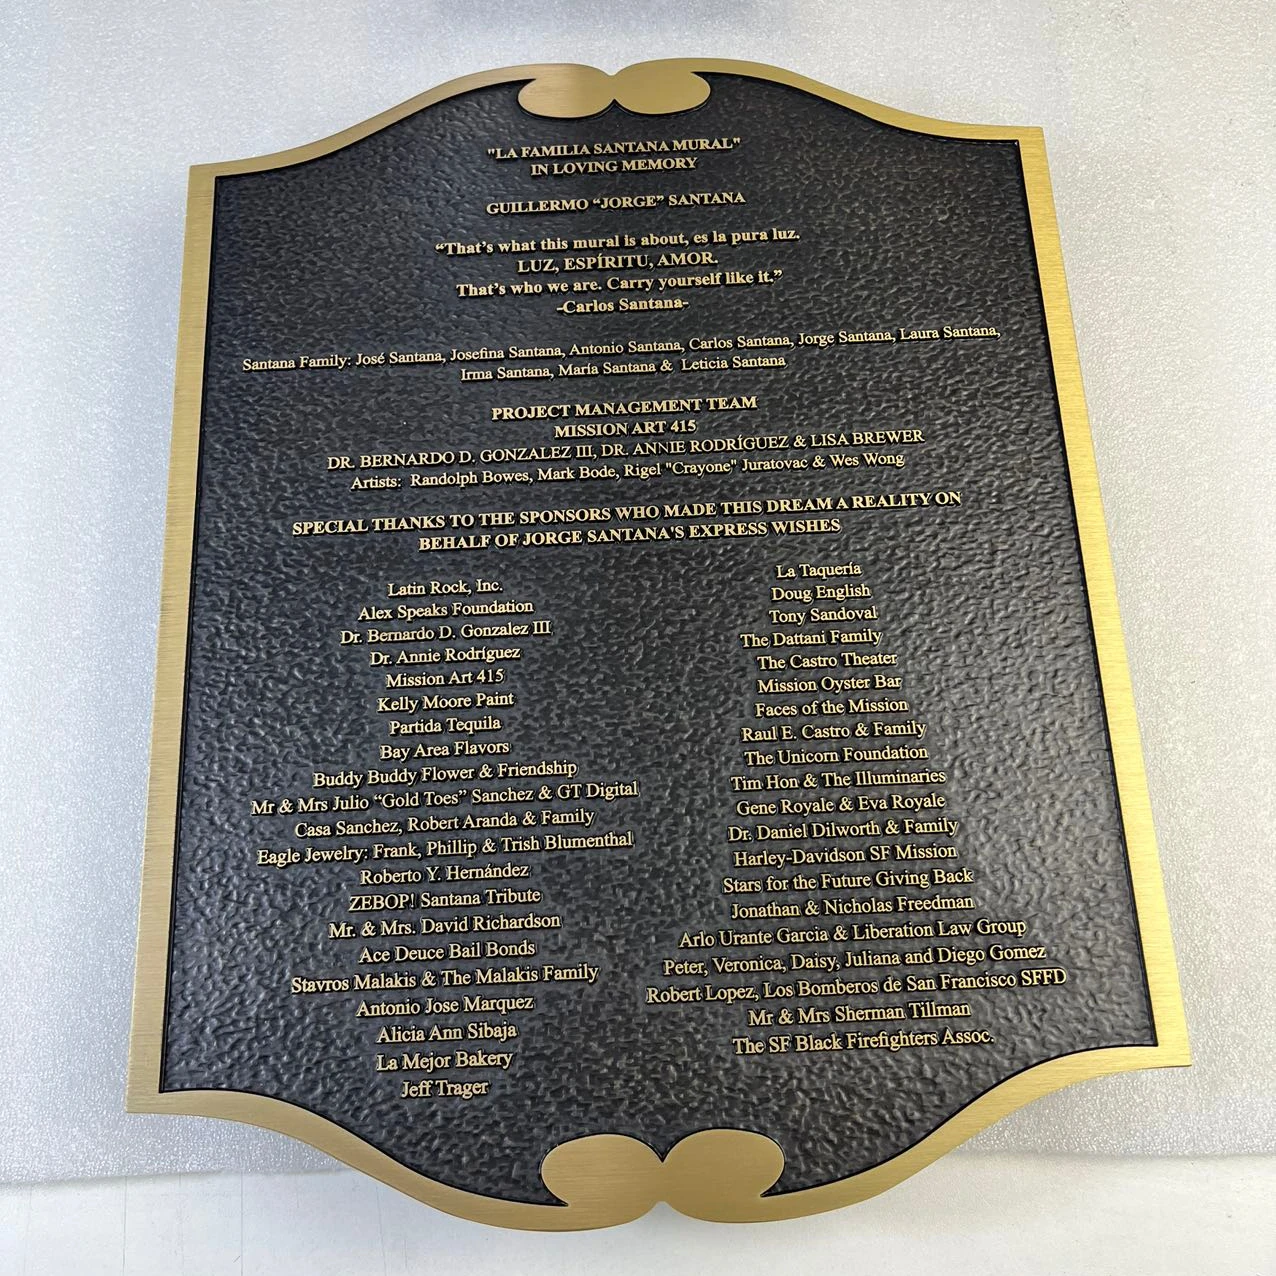 "LA FAMILIA SANTANA MURAL"
IN LOVING MEMORY
GUILLERMO “JORGE” SANTANA
“That’s what this mural is about, es la pura luz.
LUZ, ESPÍRITU, AMOR.
That’s who we are. Carry yourself like it.”
-Carlos Santana-
Santana Family: José Santana, Josefina Santana, Antonio Santana, Carlos Santana, Jorge Santana, Laura Santana,
Irma Santana, María Santana & Leticia Santana
PROJECT MANAGEMENT TEAM
MISSION ART 415
DR. BERNARDO D. GONZALEZ III, DR. ANNIE RODRÍGUEZ & LISA BREWER
Artists: Randolph Bowes, Mark Bode, Rigel "Crayone" Juratovac & Wes Wong
SPECIAL THANKS TO THE SPONSORS WHO MADE THIS DREAM A REALITY ON
BEHALF OF JORGE SANTANA'S EXPRESS WISHES
Latin Rock, Inc.
Alex Speaks Foundation
Dr. Bernardo D. Gonzalez III
Dr. Annie Rodríguez
Mission Art 415
Kelly Moore Paint
Partida Tequila
Bay Area Flavors
Buddy Buddy Flower & Friendship
Mr & Mrs Julio “Gold Toes” Sanchez & GT Digital
Casa Sanchez, Robert Aranda & Family
Eagle Jewelry: Frank, Phillip & Trish Blumenthal
Roberto Y. Hernández
ZEBOP! Santana Tribute
Mr. & Mrs. David Richardson
Ace Deuce Bail Bonds
Stavros Malakis & The Malakis Family
Antonio Jose Marquez
Alicia Ann Sibaja
La Mejor Bakery
Jeff Trager
La Taquería
Doug English
Tony Sandoval
The Dattani Family
The Castro Theater
Mission Oyster Bar
Faces of the Mission
Raul E. Castro & Family
The Unicorn Foundation
Tim Hon & The Illuminaries
Gene Royale & Eva Royale
Dr. Daniel Dilworth & Family
Harley-Davidson SF Mission
Stars for the Future Giving Back
Jonathan & Nicholas Freedman
Arlo Urante Garcia & Liberation Law Group
Peter, Veronica, Daisy, Juliana and Diego Gomez
Robert Lopez, Los Bomberos de San Francisco SFFD
Mr & Mrs Sherman Tillman
The SF Black Firefighters Assoc.